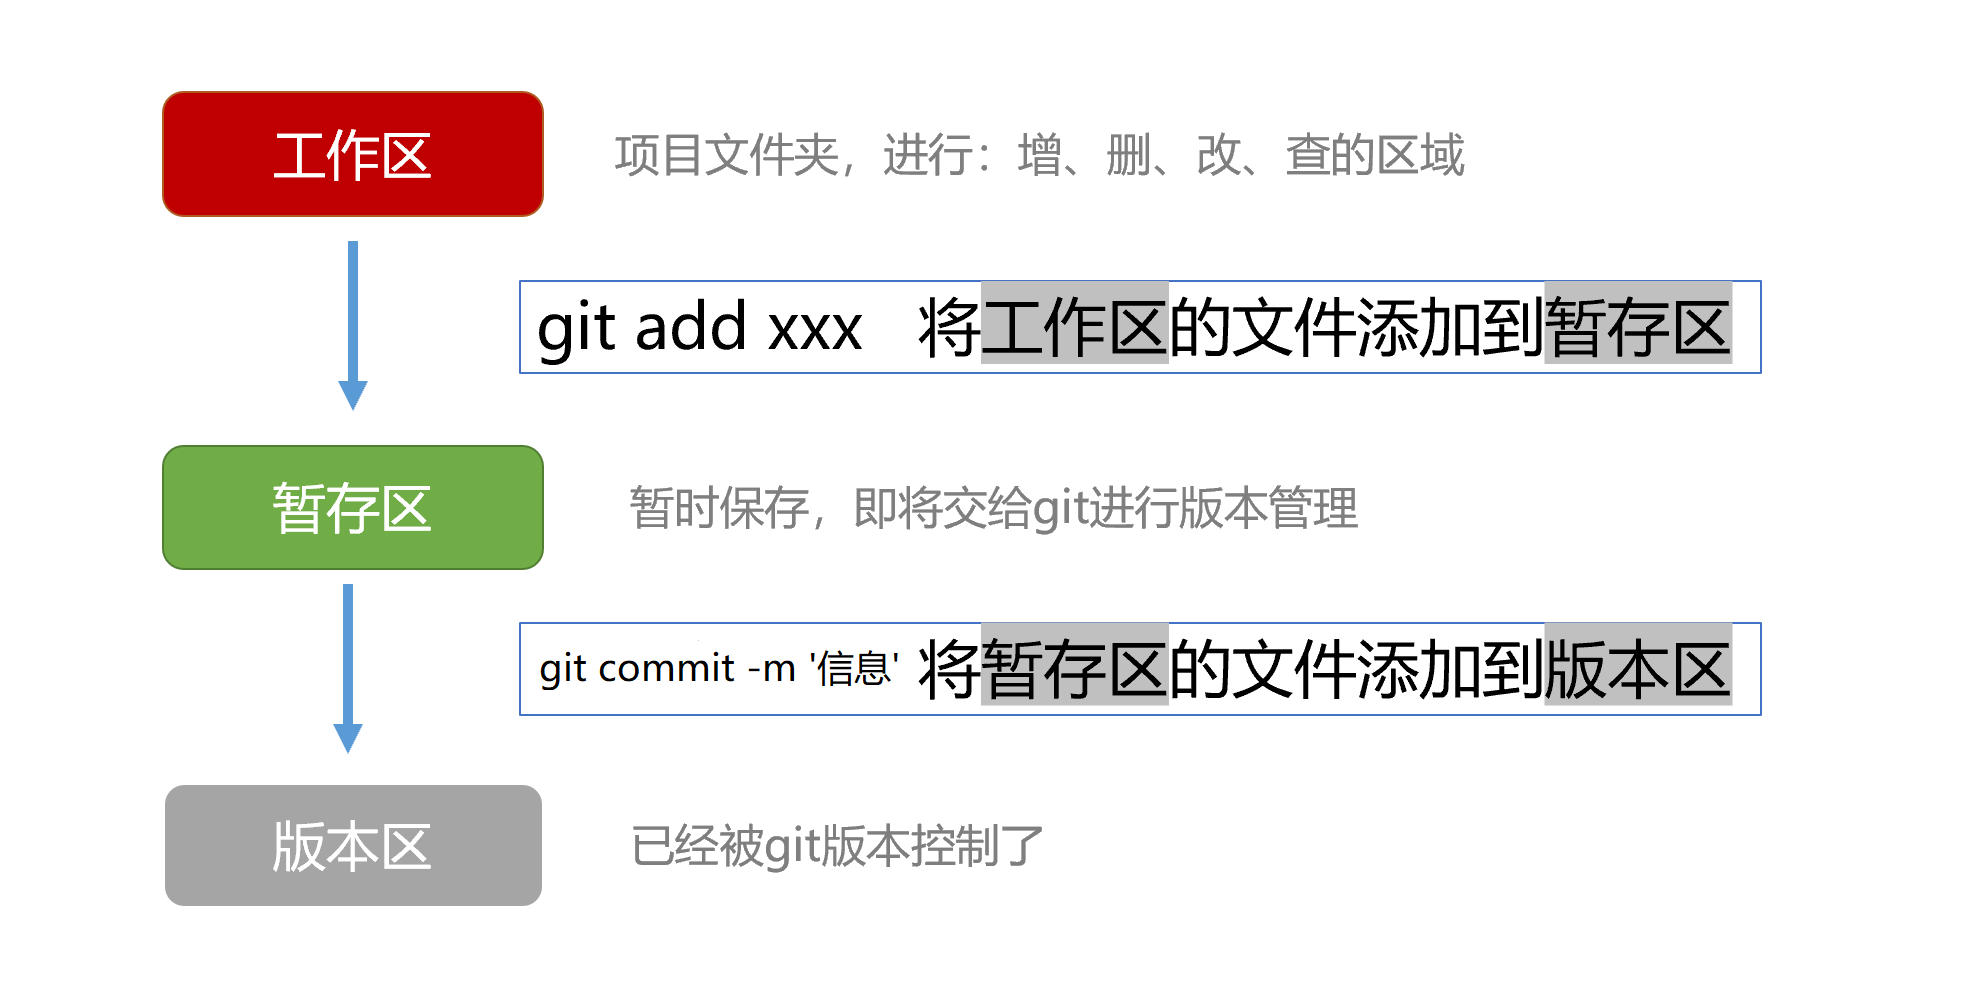 工作区
项目文件夹，进行：增、删、改、查的区域
git add xxx 将工作区的文件添加到暂存区
暂存区
暂时保存，即将交给git进行版本管理
git commit -m '信息' 将暂存区的文件添加到版本区
版本区
已经被git版本控制了